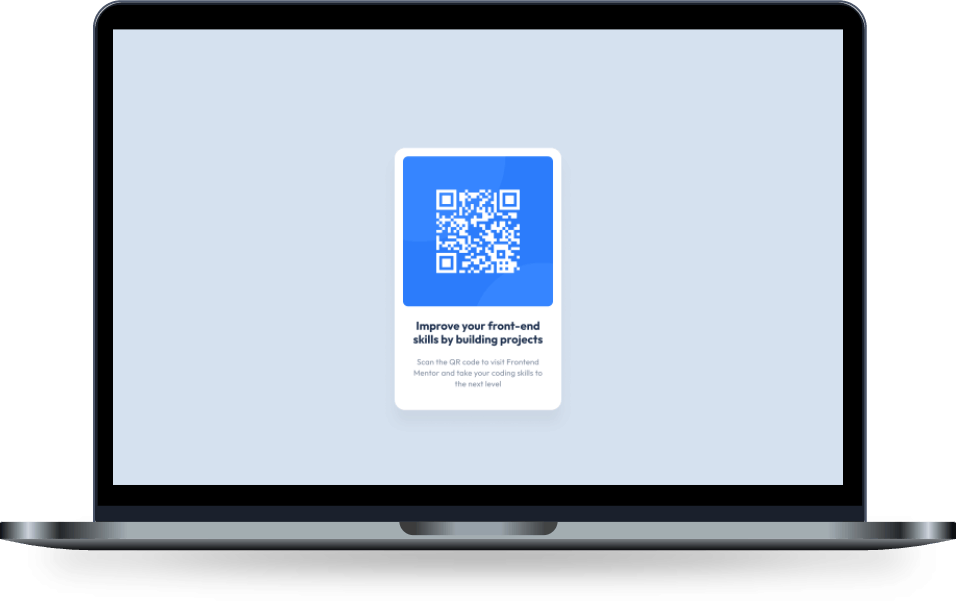 Improve your front-end
skills by building projects
Scan the QR code to visit Frontend
Mentor and take your coding skills to
the next level